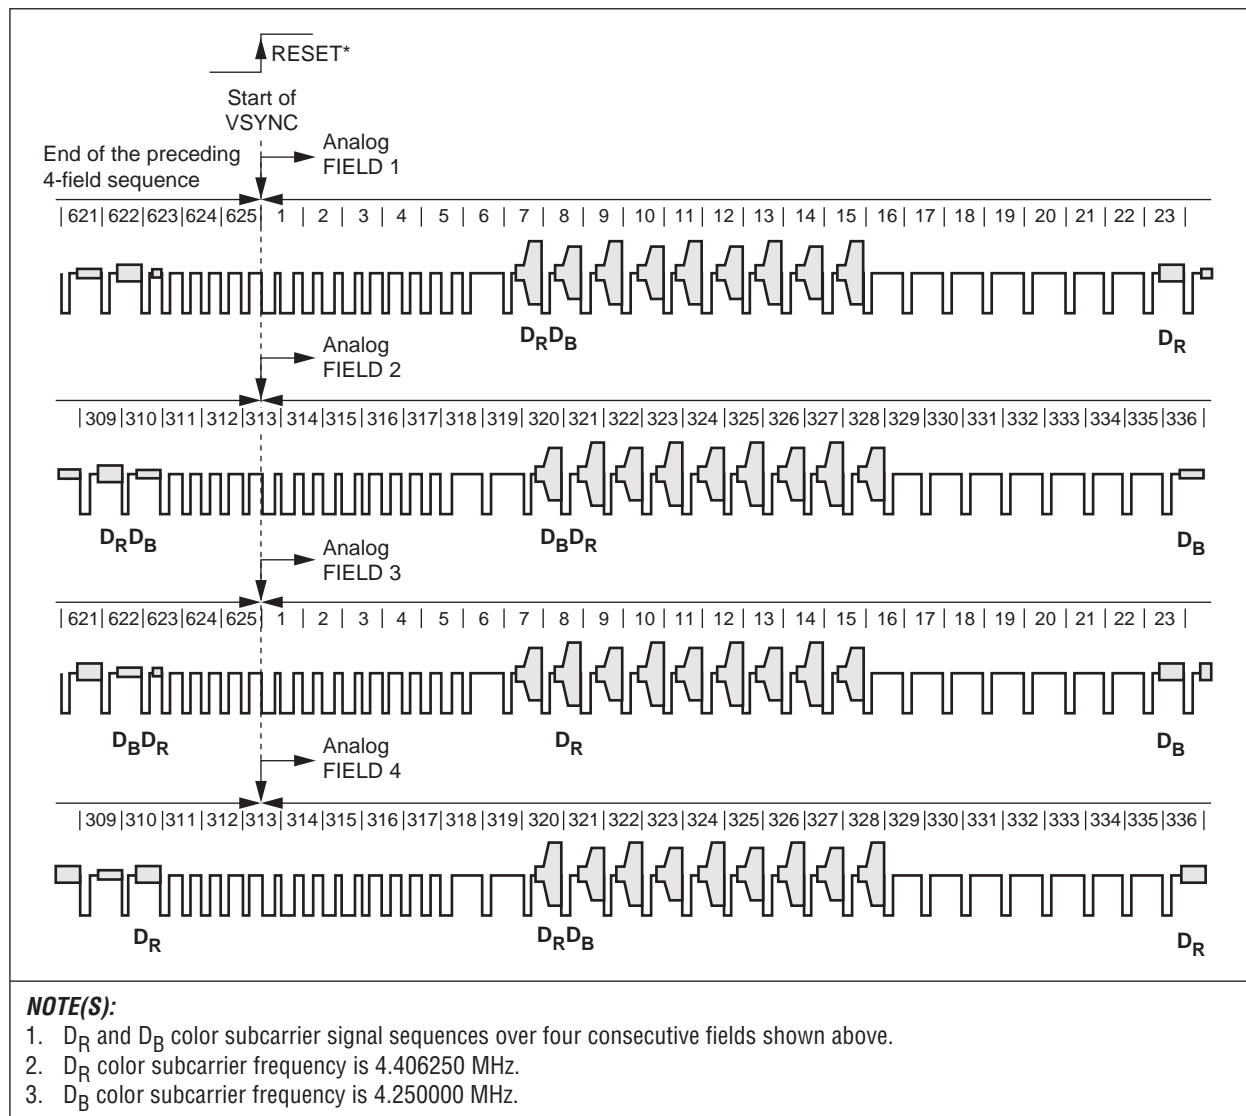 RESET*
Start of
VSYNC
Analog
FIELD 1
End of the preceding
4-field sequence
| 621 | 622 | 623 | 624 | 625 | 1 | 2 | 3 | 4 | 5 | 6 | 7 | 8 | 9 | 10 | 11 | 12 | 13 | 14 | 15 | 16 | 17 | 18 | 19 | 20 | 21 | 22 | 23 |
DRDB DR
Analog
FIELD 2
| 309 | 310 | 311 | 312 | 313 | 314 | 315 | 316 | 317 | 318 | 319 | 320 | 321 | 322 | 323 | 324 | 325 | 326 | 327 | 328 | 329 | 330 | 331 | 332 | 333 | 334 | 335 | 336 |
DRDB DBDR DB
Analog
FIELD 3
| 621 | 622 | 623 | 624 | 625 | 1 | 2 | 3 | 4 | 5 | 6 | 7 | 8 | 9 | 10 | 11 | 12 | 13 | 14 | 15 | 16 | 17 | 18 | 19 | 20 | 21 | 22 | 23 |
DBDR DR DB
Analog
FIELD 4
| 309 | 310 | 311 | 312 | 313 | 314 | 315 | 316 | 317 | 318 | 319 | 320 | 321 | 322 | 323 | 324 | 325 | 326 | 327 | 328 | 329 | 330 | 331 | 332 | 333 | 334 | 335 | 336 |
DR DRDB DR
NOTE(S):
1. DR and DB color subcarrier signal sequences over four consecutive fields shown above.
2. DR color subcarrier frequency is 4.406250 MHz.
3. DB color subcarrier frequency is 4.250000 MHz.